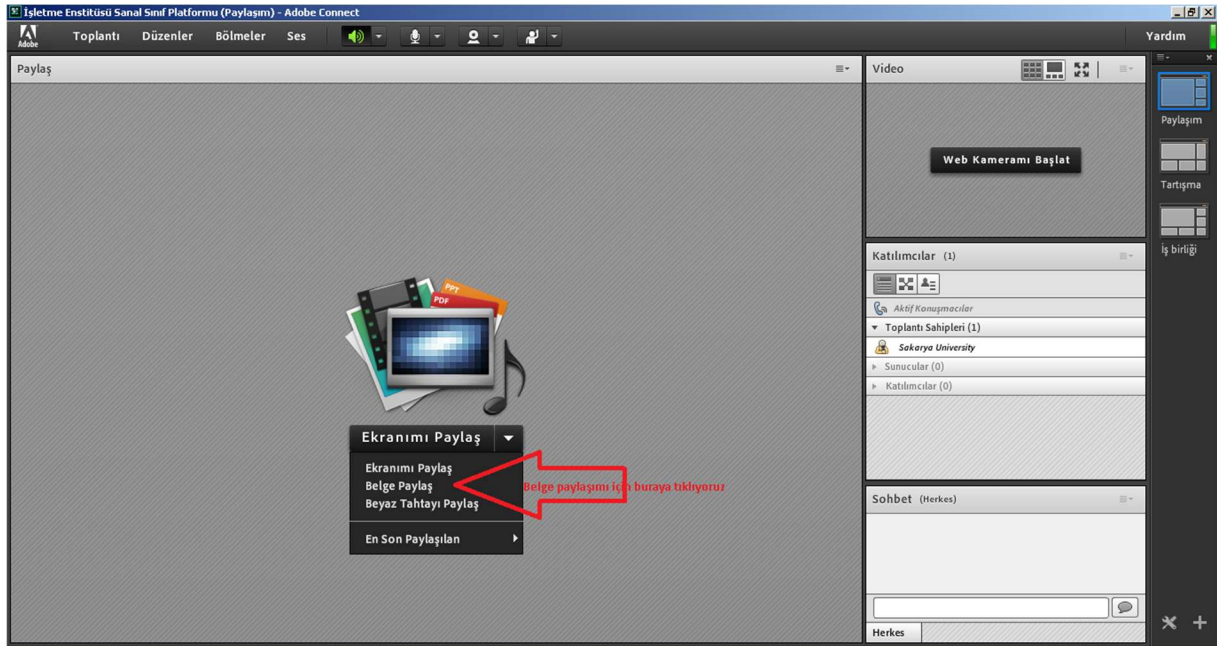 İşletme Enstitüsü Sanal Sınıf Platformu (Paylaşım) - Adobe Connect
Adobe Toplantı Düzenler Bölmeler Ses Yardım
Paylaş
PPT
PDF
Ekranımı Paylaş
Ekranımı Paylaş
Belge Paylaş
Belge paylaşımı için buraya tıklıyoruz
Beyaz Tahtayı Paylaş
En Son Paylaşılan
Video
Web Kameramı Başlat
Katılımcılar (1)
Aktif Konuşmacılar
Toplantı Sahipleri (1)
Sakarya University
Sunucular (0)
Katılımcılar (0)
Sohbet (Herkes)
Herkes
Paylaşım
Tartışma
İş birliği